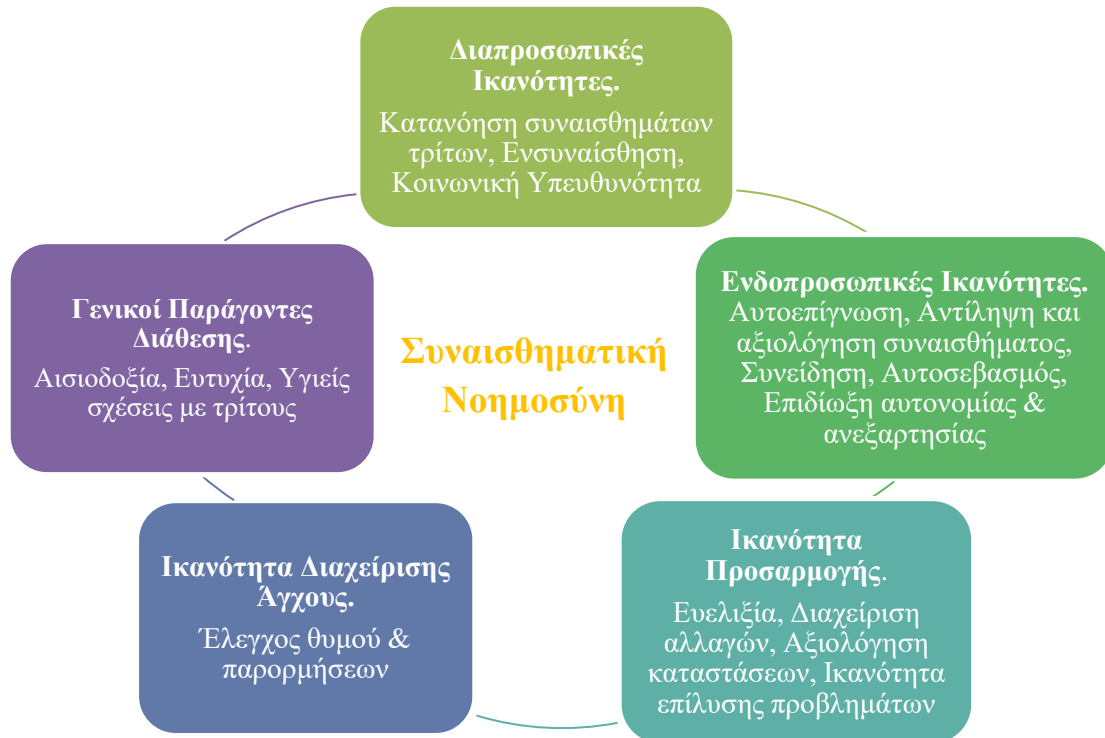 Διαπροσωπικές
Ικανότητες.
Κατανόηση συναισθημάτων
τρίτων, Ενσυναίσθηση,
Κοινωνική Υπευθυνότητα
Ενδοπροσωπικές Ικανότητες.
Αυτοεπίγνωση, Αντίληψη και
αξιολόγηση συναισθήματος,
Συνείδηση, Αυτοσεβασμός,
Επιδίωξη αυτονομίας &
ανεξαρτησίας
Ικανότητα
Προσαρμογής.
Ευελιξία, Διαχείριση
αλλαγών, Αξιολόγηση
καταστάσεων, Ικανότητα
επίλυσης προβλημάτων
Ικανότητα Διαχείρισης
Άγχους.
Έλεγχος θυμού &
παρορμήσεων
Γενικοί Παράγοντες
Διάθεσης.
Αισιοδοξία, Ευτυχία, Υγιείς
σχέσεις με τρίτους
Συναισθηματική
Νοημοσύνη